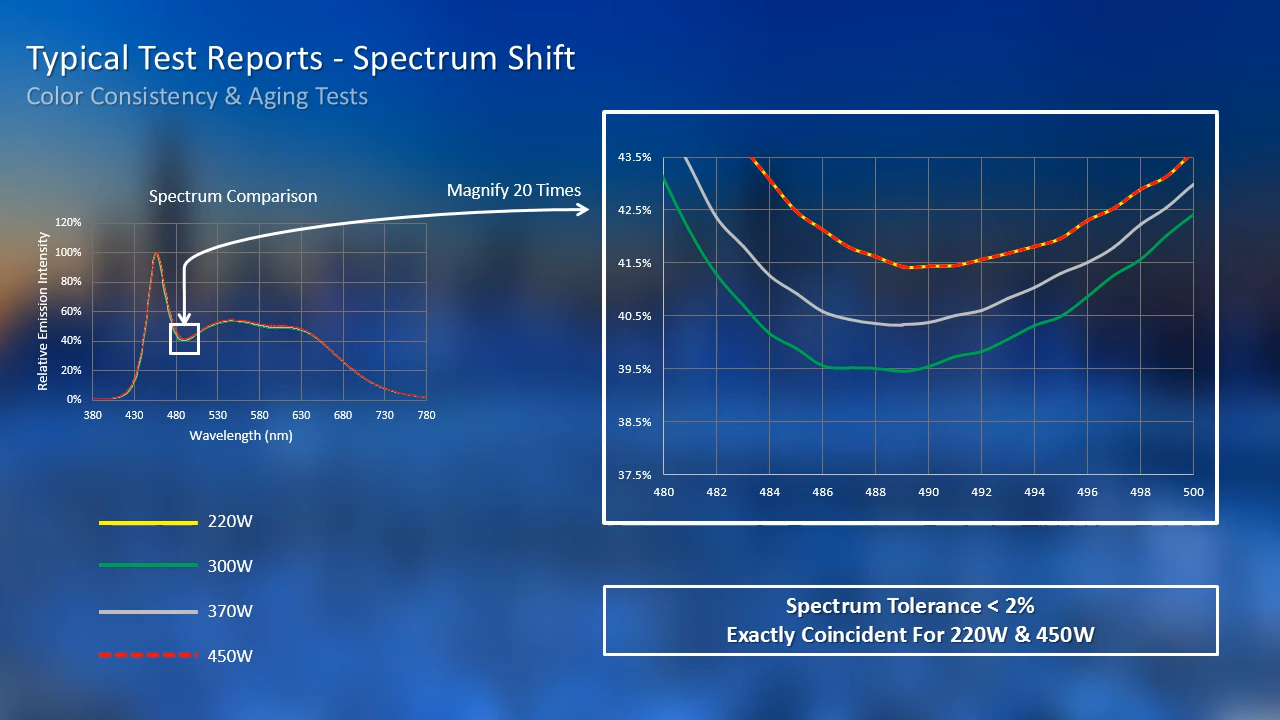 Typical Test Reports - Spectrum Shift
Color Consistency & Aging Tests
Spectrum Comparison
Magnify 20 Times
Relative Emission Intensity
120%
100%
80%
60%
40%
20%
0%
380 430 480 530 580 630 680 730 780
Wavelength (nm)
220W
300W
370W
450W
43.5%
42.5%
41.5%
40.5%
39.5%
38.5%
37.5%
480 482 484 486 488 490 492 494 496 498 500
Spectrum Tolerance < 2%
Exactly Coincident For 220W & 450W